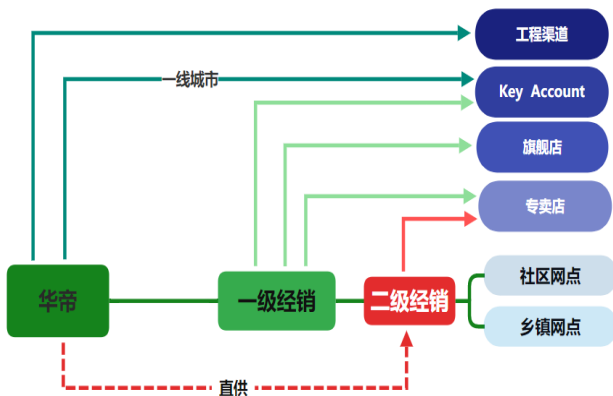 工程渠道
一线城市
Key Account
旗舰店
专卖店
华帝
一级经销
二级经销
社区网点
乡镇网点
直供